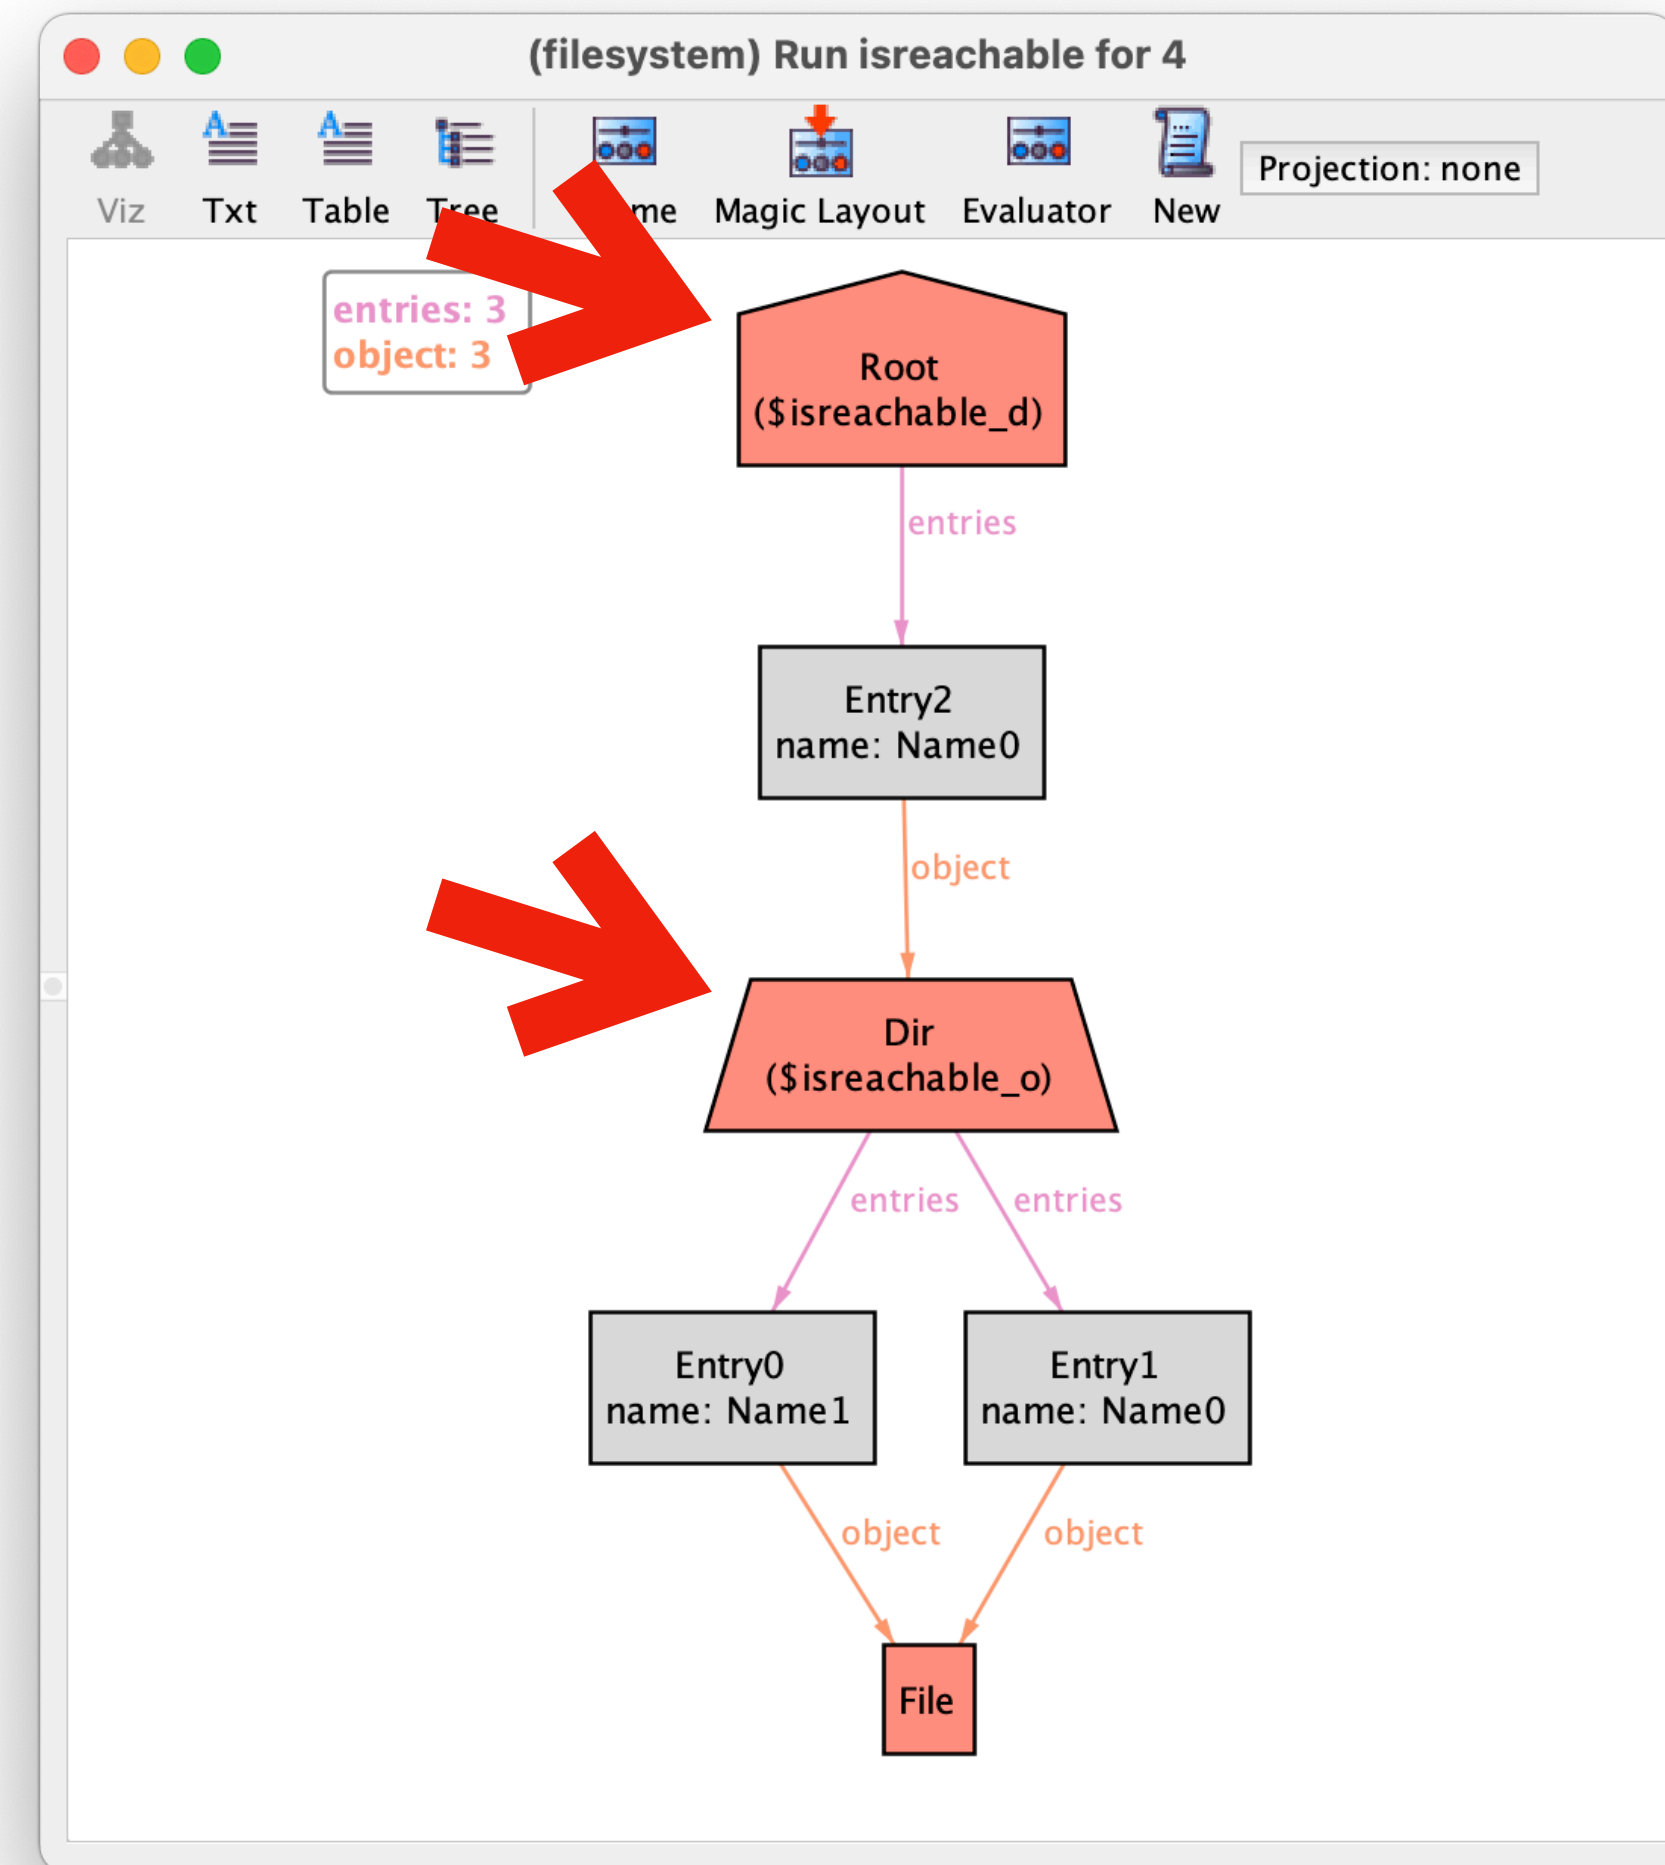 (filesystem) Run isreachable for 4
Viz Txt Table Tree me Magic Layout Evaluator New Projection: none
entries: 3
object: 3
Root
($isreachable_d)
entries
Entry2
name: Name0
object
Dir
($isreachable_o)
entries entries
Entry0
name: Name1
Entry1
name: Name0
object object
File